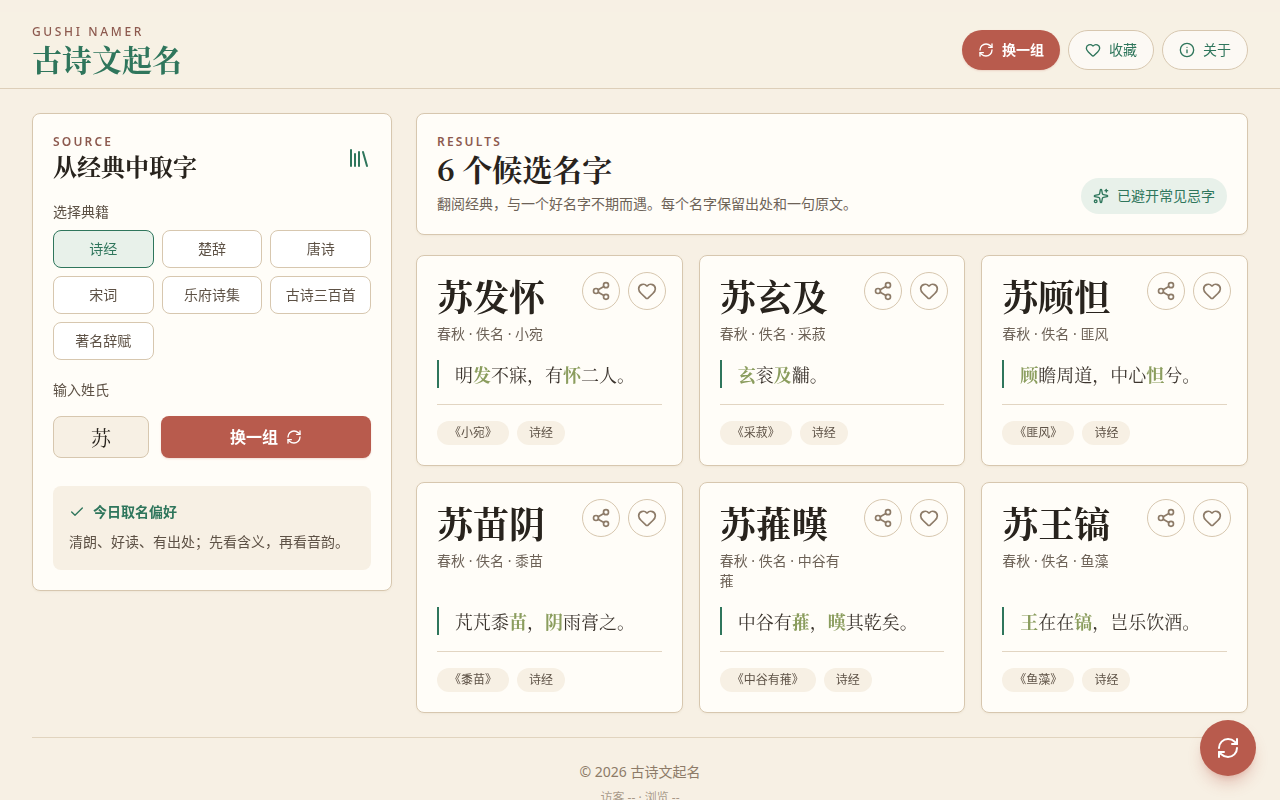 GUSHI NAMER
古诗文起名
换一组
收藏
关于
SOURCE
从经典中取字
选择典籍
诗经
楚辞
唐诗
宋词
乐府诗集
古诗三百首
著名辞赋
输入姓氏
苏
换一组
今日取名偏好
清朗、好读、有出处；先看含义，再看音韵。
RESULTS
6 个候选名字
翻阅经典，与一个好名字不期而遇。每个名字保留出处和一句原文。
已避开常见忌字
苏发怀
春秋 · 佚名 · 小宛
明发不寐，有怀二人。
《小宛》
诗经
苏玄及
春秋 · 佚名 · 采菽
玄衮及黼。
《采菽》
诗经
苏顾怛
春秋 · 佚名 · 匪风
顾瞻周道，中心怛兮。
《匪风》
诗经
苏苗阴
春秋 · 佚名 · 黍苗
芃芃黍苗，阴雨膏之。
《黍苗》
诗经
苏蓷嘆
春秋 · 佚名 · 中谷有
蓷
中谷有蓷，嘆其乾矣。
《中谷有蓷》
诗经
苏王镐
春秋 · 佚名 · 鱼藻
王在在镐，岂乐饮酒。
《鱼藻》
诗经
© 2026 古诗文起名
访客 -- · 浏览 --